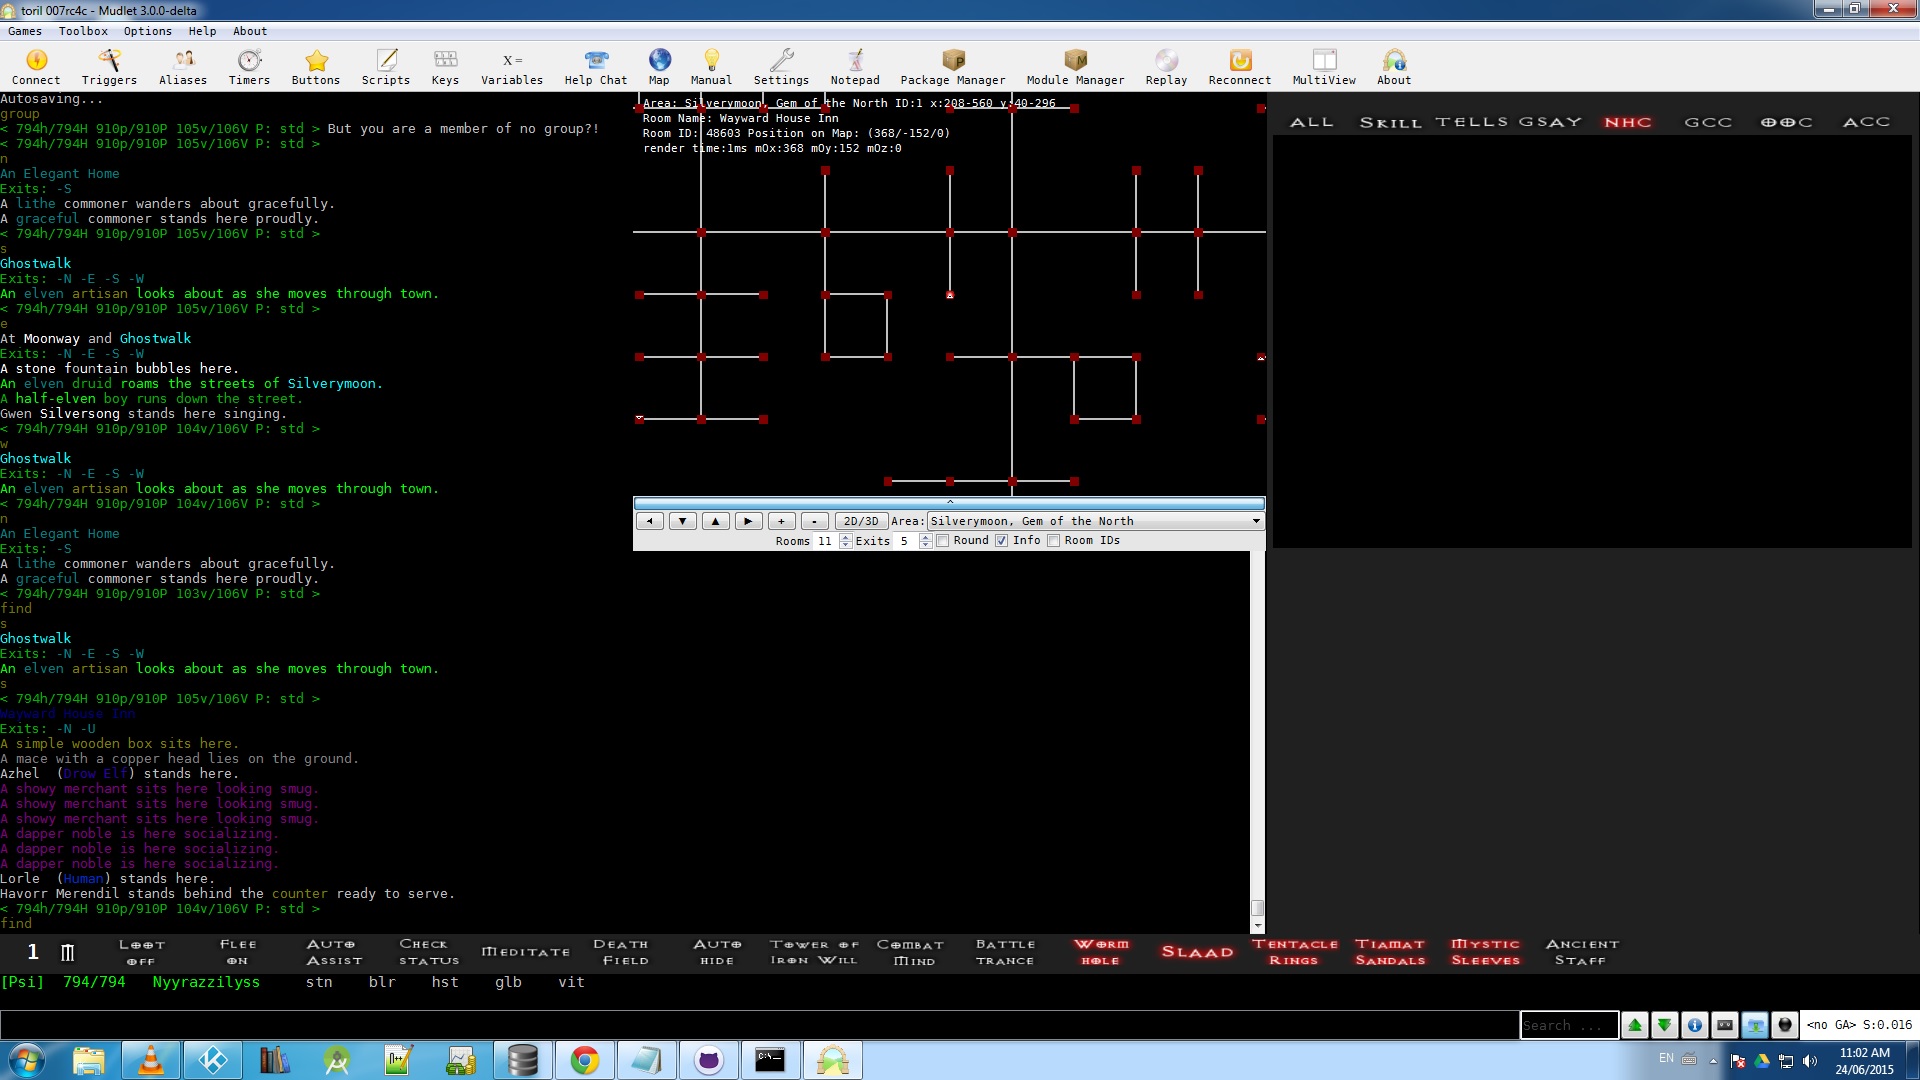 toril 007rc4c - Mudlet 3.0.0-delta
Games Toolbox Options Help About
Connect Triggers Aliases Timers Buttons Scripts Keys Variables Help Chat Map Manual Settings Notepad Package Manager Module Manager Replay Reconnect MultiView About
X =
Autosaving...
group
< 794h/794H 910p/910P 105v/106V P: std > But you are a member of no group?!
< 794h/794H 910p/910P 105v/106V P: std >
n
An Elegant Home
Exits: -S
A lithe commoner wanders about gracefully.
A graceful commoner stands here proudly.
< 794h/794H 910p/910P 105v/106V P: std >
s
Ghostwalk
Exits: -N -E -S -W
An elven artisan looks about as she moves through town.
< 794h/794H 910p/910P 105v/106V P: std >
e
At Moonway and Ghostwalk
Exits: -N -E -S -W
A stone fountain bubbles here.
An elven druid roams the streets of Silverymoon.
A half-elven boy runs down the street.
Gwen Silversong stands here singing.
< 794h/794H 910p/910P 104v/106V P: std >
w
Ghostwalk
Exits: -N -E -S -W
An elven artisan looks about as she moves through town.
< 794h/794H 910p/910P 104v/106V P: std >
n
An Elegant Home
Exits: -S
A lithe commoner wanders about gracefully.
A graceful commoner stands here proudly.
< 794h/794H 910p/910P 103v/106V P: std >
find
s
Ghostwalk
Exits: -N -E -S -W
An elven artisan looks about as she moves through town.
s
< 794h/794H 910p/910P 105v/106V P: std >
Wayward House Inn
Exits: -N -U
A simple wooden box sits here.
A mace with a copper head lies on the ground.
Azhel (Drow Elf) stands here.
A showy merchant sits here looking smug.
A showy merchant sits here looking smug.
A showy merchant sits here looking smug.
A dapper noble is here socializing.
A dapper noble is here socializing.
A dapper noble is here socializing.
Lorle (Human) stands here.
Havorr Merendil stands behind the counter ready to serve.
< 794h/794H 910p/910P 104v/106V P: std >
find
Area: Silverymoon, Gem of the North ID:1 x:208-560 y:40-296
Room Name: Wayward House Inn
Room ID: 48603 Position on Map: (368/-152/0)
render time:1ms mOx:368 mOy:152 mOz:0
+ - 2D/3D Area: Silverymoon, Gem of the North
Rooms 11 Exits 5 Round Info Room IDs
ALL SKILL TELLS GSAY NHC GCC OOC ACC
1 LOOT OFF FLEE ON AUTO ASSIST CHECK STATUS MEDITATE DEATH FIELD AUTO HIDE TOWER OF IRON WILL COMBAT MIND BATTLE TRANCE WORM HOLE SLAAD TENTACLE RINGS TIAMAT SANDALS MYSTIC SLEEVES ANCIENT STAFF
[Psi] 794/794 Nyyrazzilyss stn blr hst glb vit
Search ... <no GA> S:0.016
EN 11:02 AM
24/06/2015